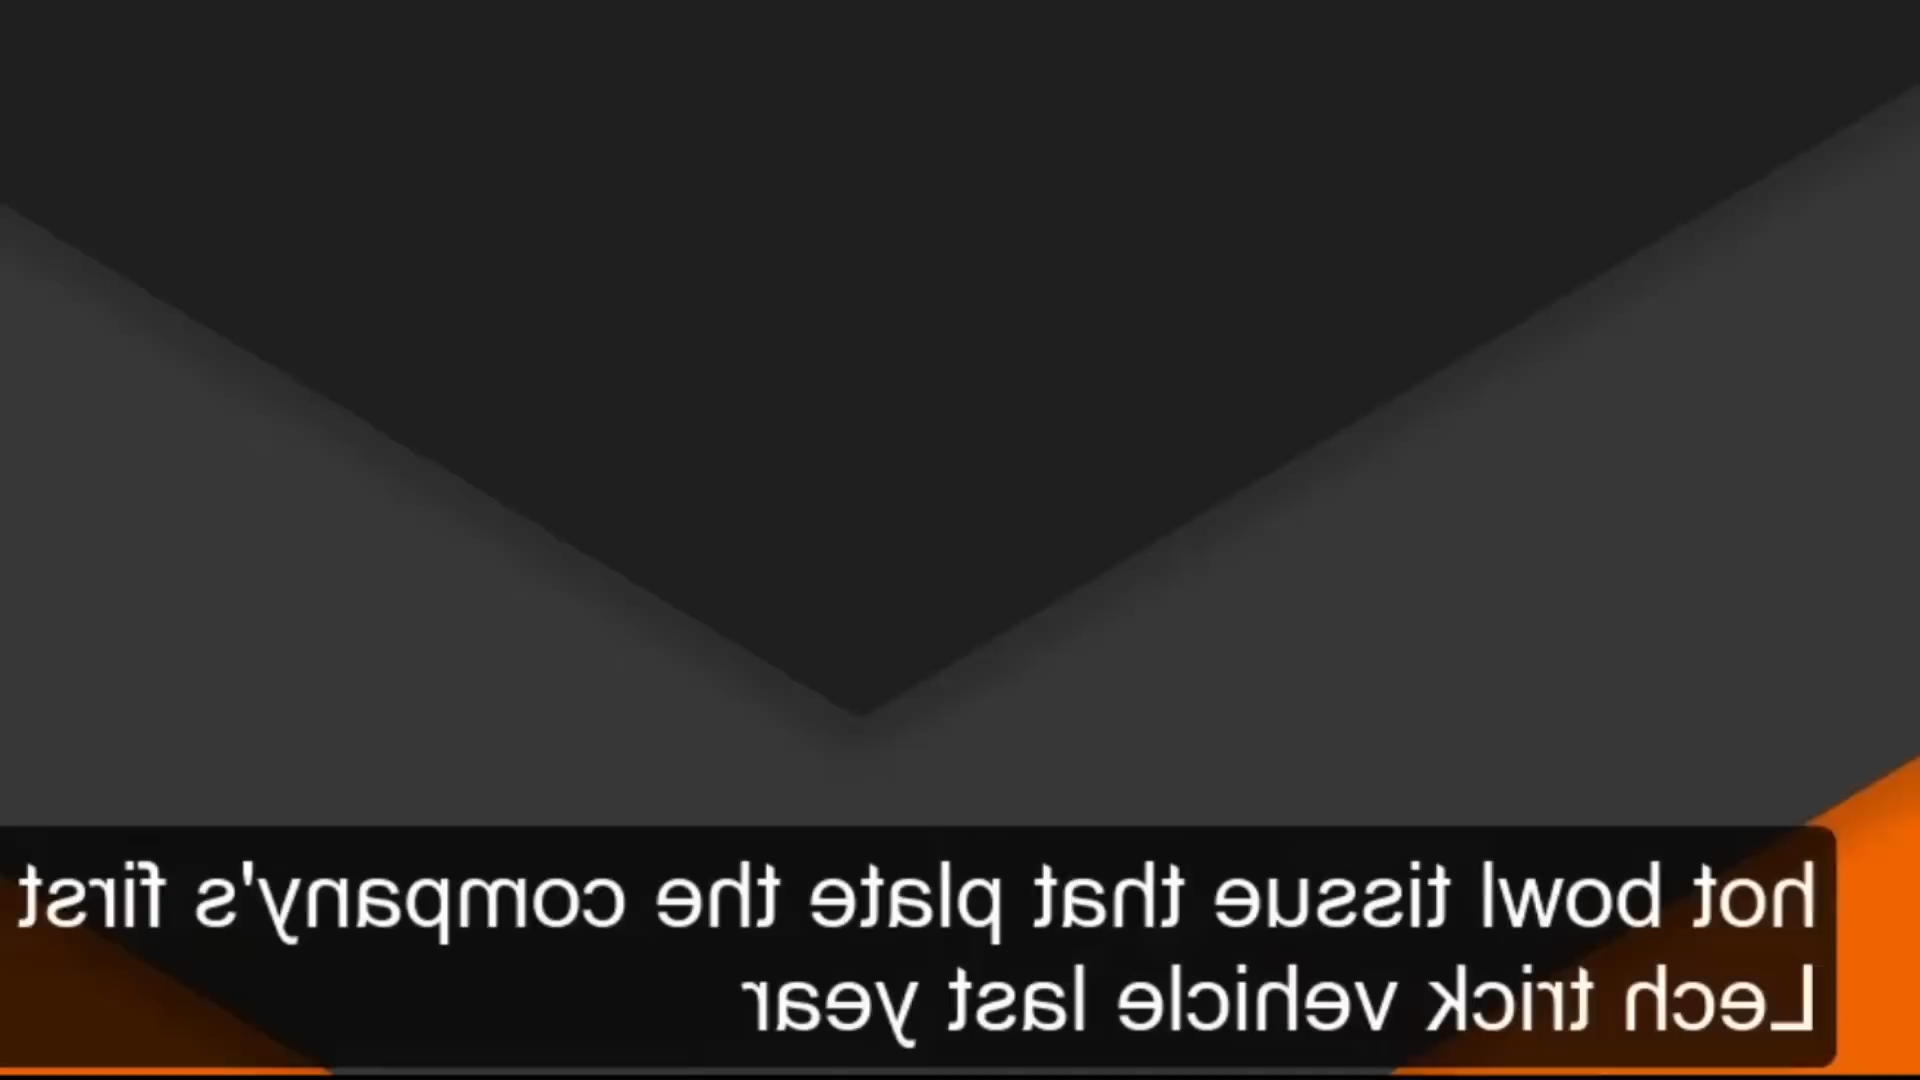 hot bowl tissue that plate the company's first
Lech trick vehicle last year